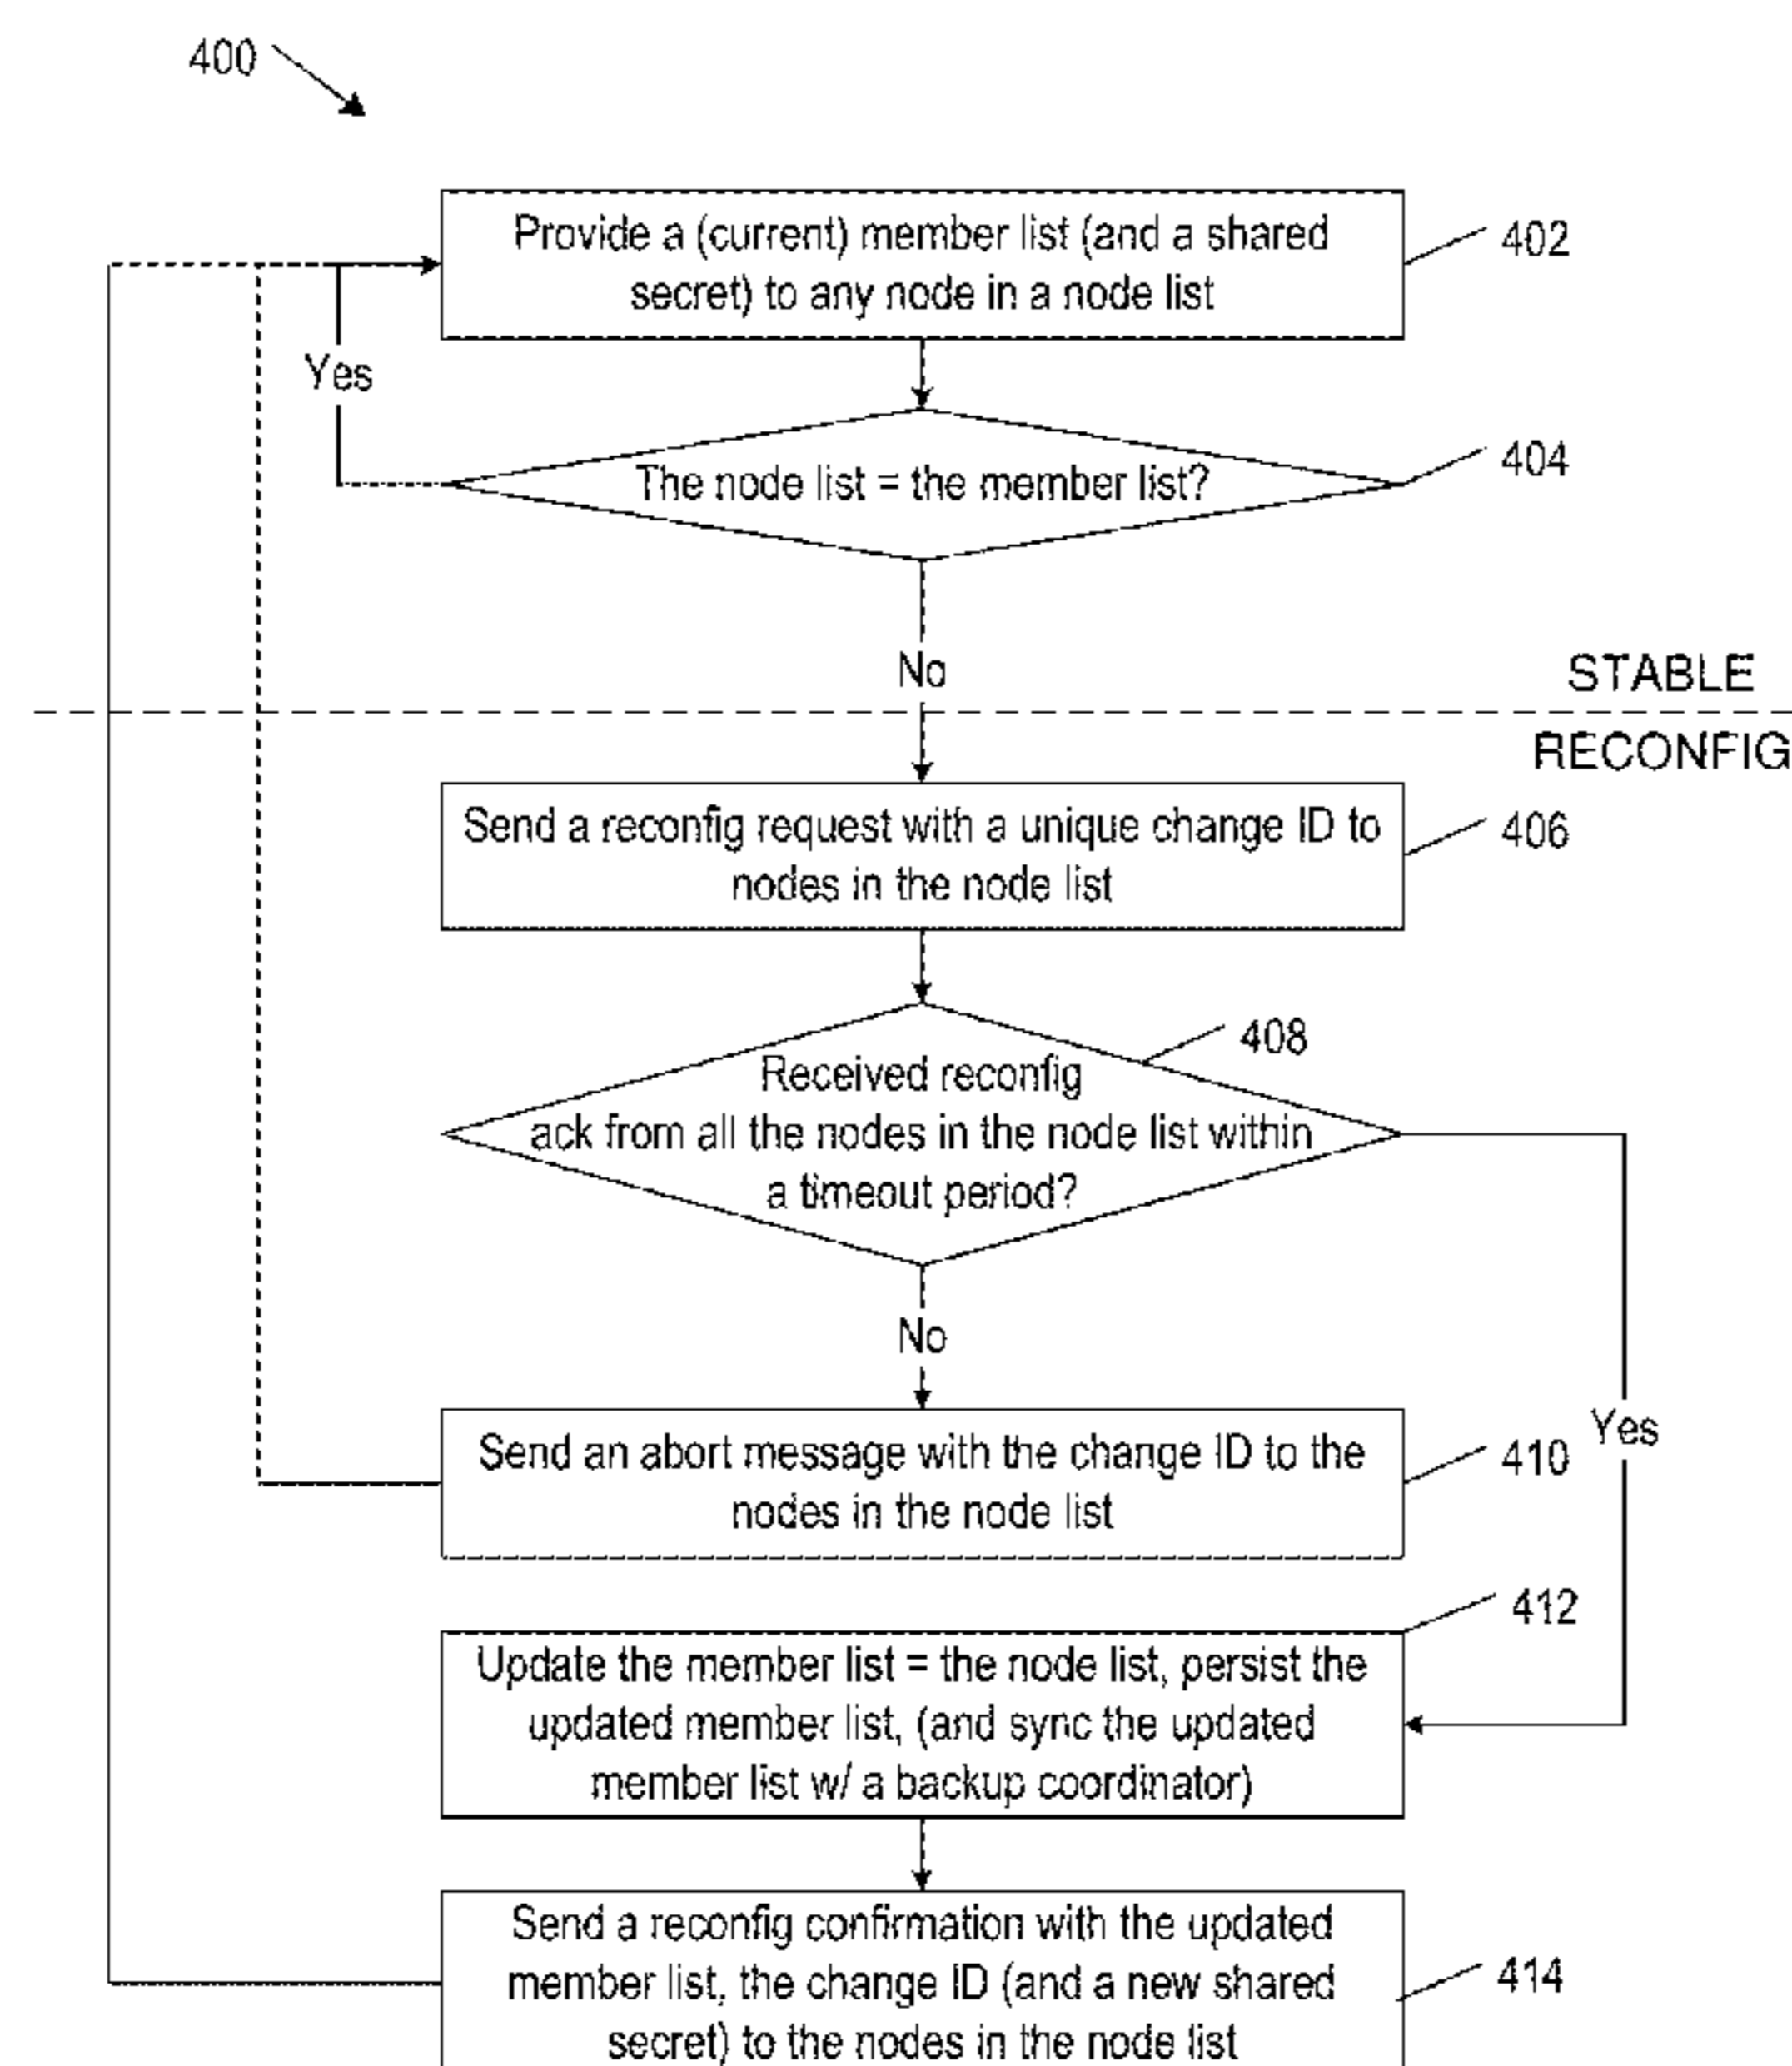 400
Provide a (current) member list (and a shared
secret) to any node in a node list
402
Yes
The node list = the member list?
404
No
STABLE
RECONFIG
Send a reconfig request with a unique change ID to
nodes in the node list
406
408
Received reconfig
ack from all the nodes in the node list within
a timeout period?
No
Yes
Send an abort message with the change ID to the
nodes in the node list
410
412
Update the member list = the node list, persist the
updated member list, (and sync the updated
member list w/ a backup coordinator)
Send a reconfig confirmation with the updated
member list, the change ID (and a new shared
secret) to the nodes in the node list
414